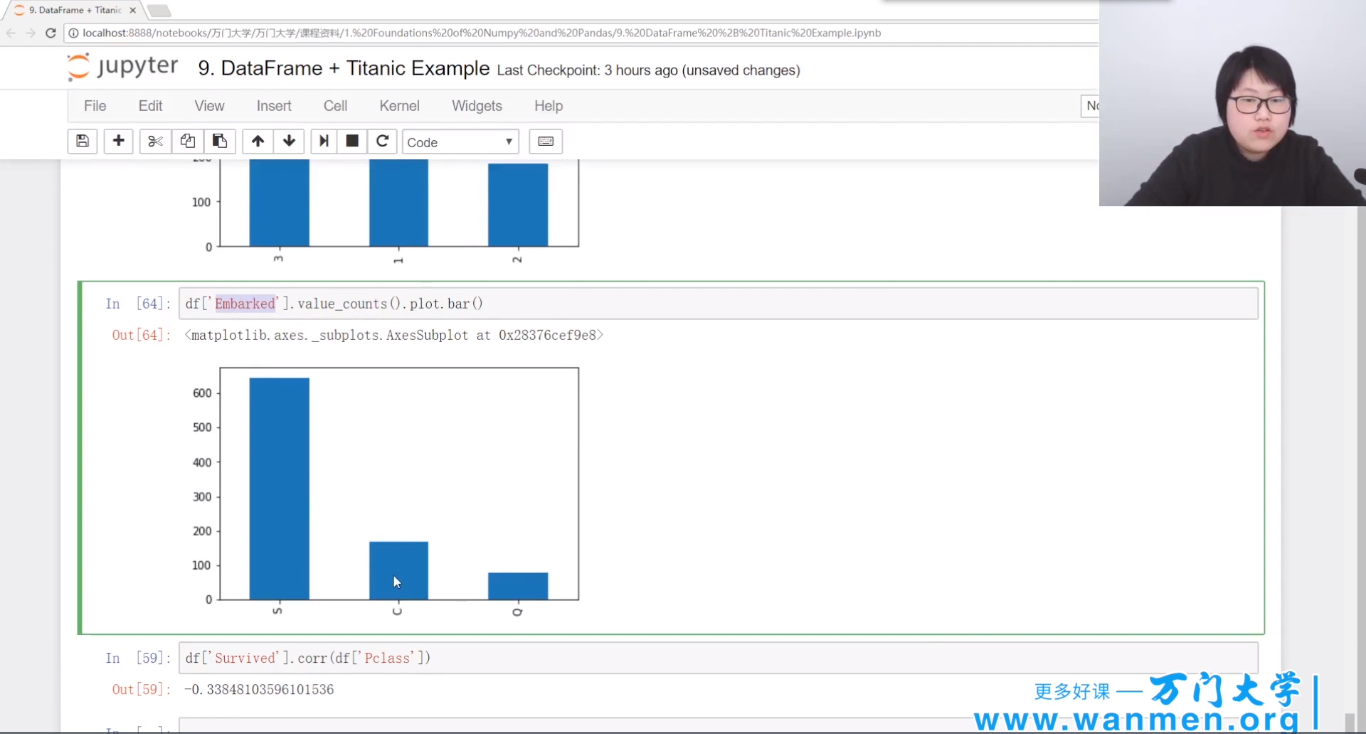 9. DataFrame + Titanic
localhost:8888/notebooks/万门大学/万门大学/课程资料/1.%20Foundations%20of%20Numpy%20and%20Pandas/9.%20DataFrame%20%2B%20Titanic%20Example.ipynb
jupyter 9. DataFrame + Titanic Example Last Checkpoint: 3 hours ago (unsaved changes)
File Edit View Insert Cell Kernel Widgets Help
Code
200
100
0
3 1 2
In [64]: df['Embarked'].value_counts().plot.bar()
Out[64]: <matplotlib.axes._subplots.AxesSubplot at 0x28376cef9e8>
600
500
400
300
200
100
0
S C Q
In [59]: df['Survived'].corr(df['Pclass'])
Out[59]: -0.33848103596101536
更多好课 — 万门大学
www.wanmen.org